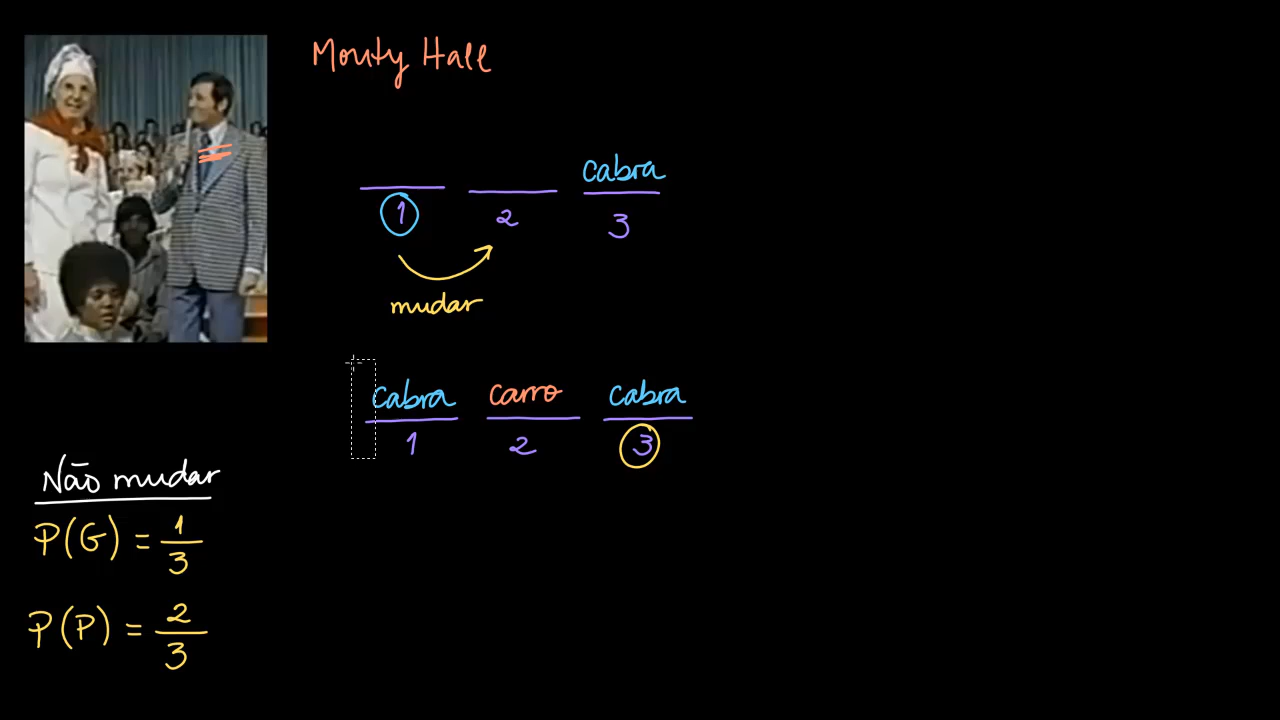 Monty Hall
cabra
1 2 3
mudar
cabra carro cabra
1 2 3
Não mudar
P(G) = 1/3
P(P) = 2/3